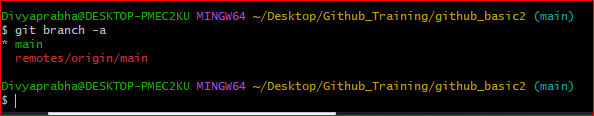 Divyaprabha@DESKTOP-PMEC2KU MINGW64 ~/Desktop/Github_Training/github_basic2 (main)
$ git branch -a
* main
  remotes/origin/main
Divyaprabha@DESKTOP-PMEC2KU MINGW64 ~/Desktop/Github_Training/github_basic2 (main)
$